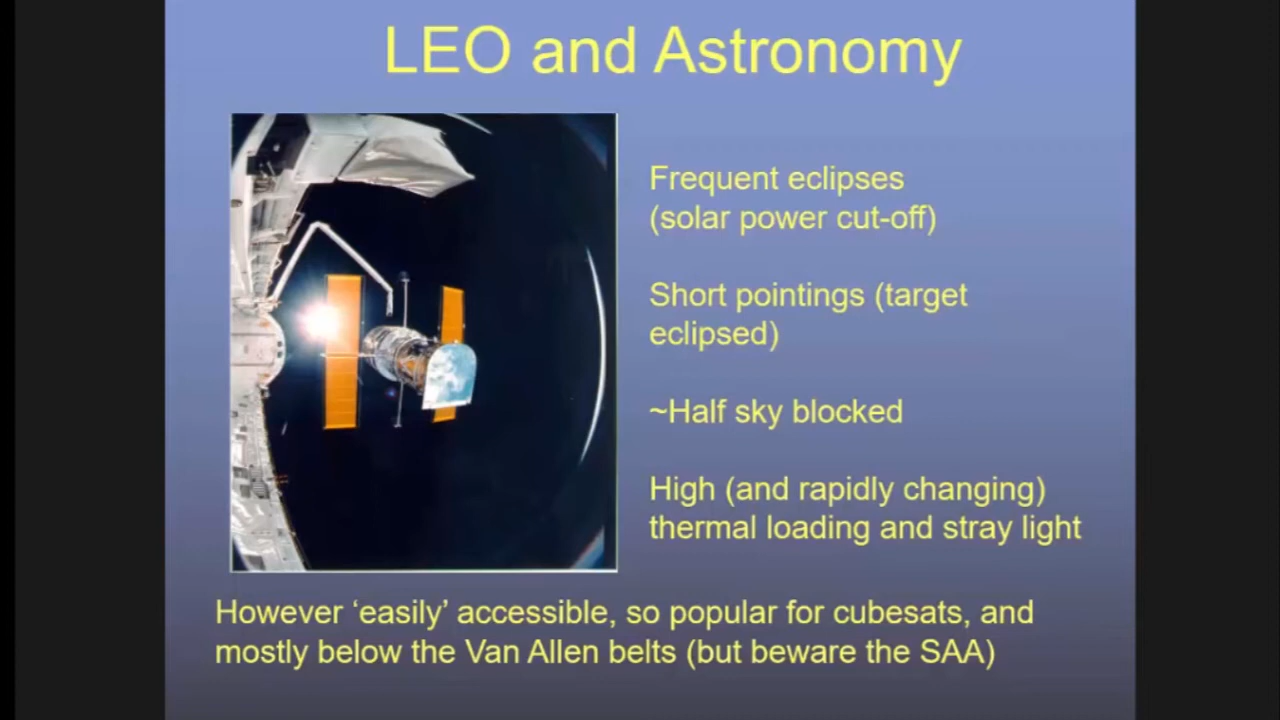 LEO and Astronomy
Frequent eclipses
(solar power cut-off)
Short pointings (target
eclipsed)
~Half sky blocked
High (and rapidly changing)
thermal loading and stray light
However ‘easily’ accessible, so popular for cubesats, and
mostly below the Van Allen belts (but beware the SAA)